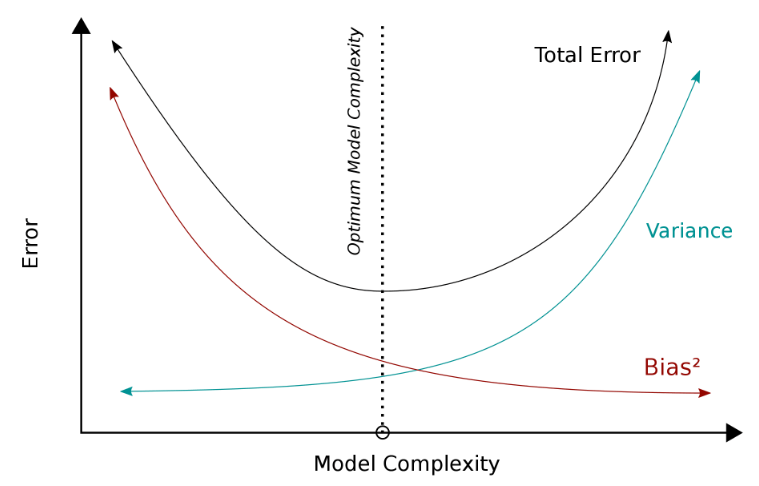 Optimum Model Complexity
Total Error
Variance
Error
Bias²
Model Complexity